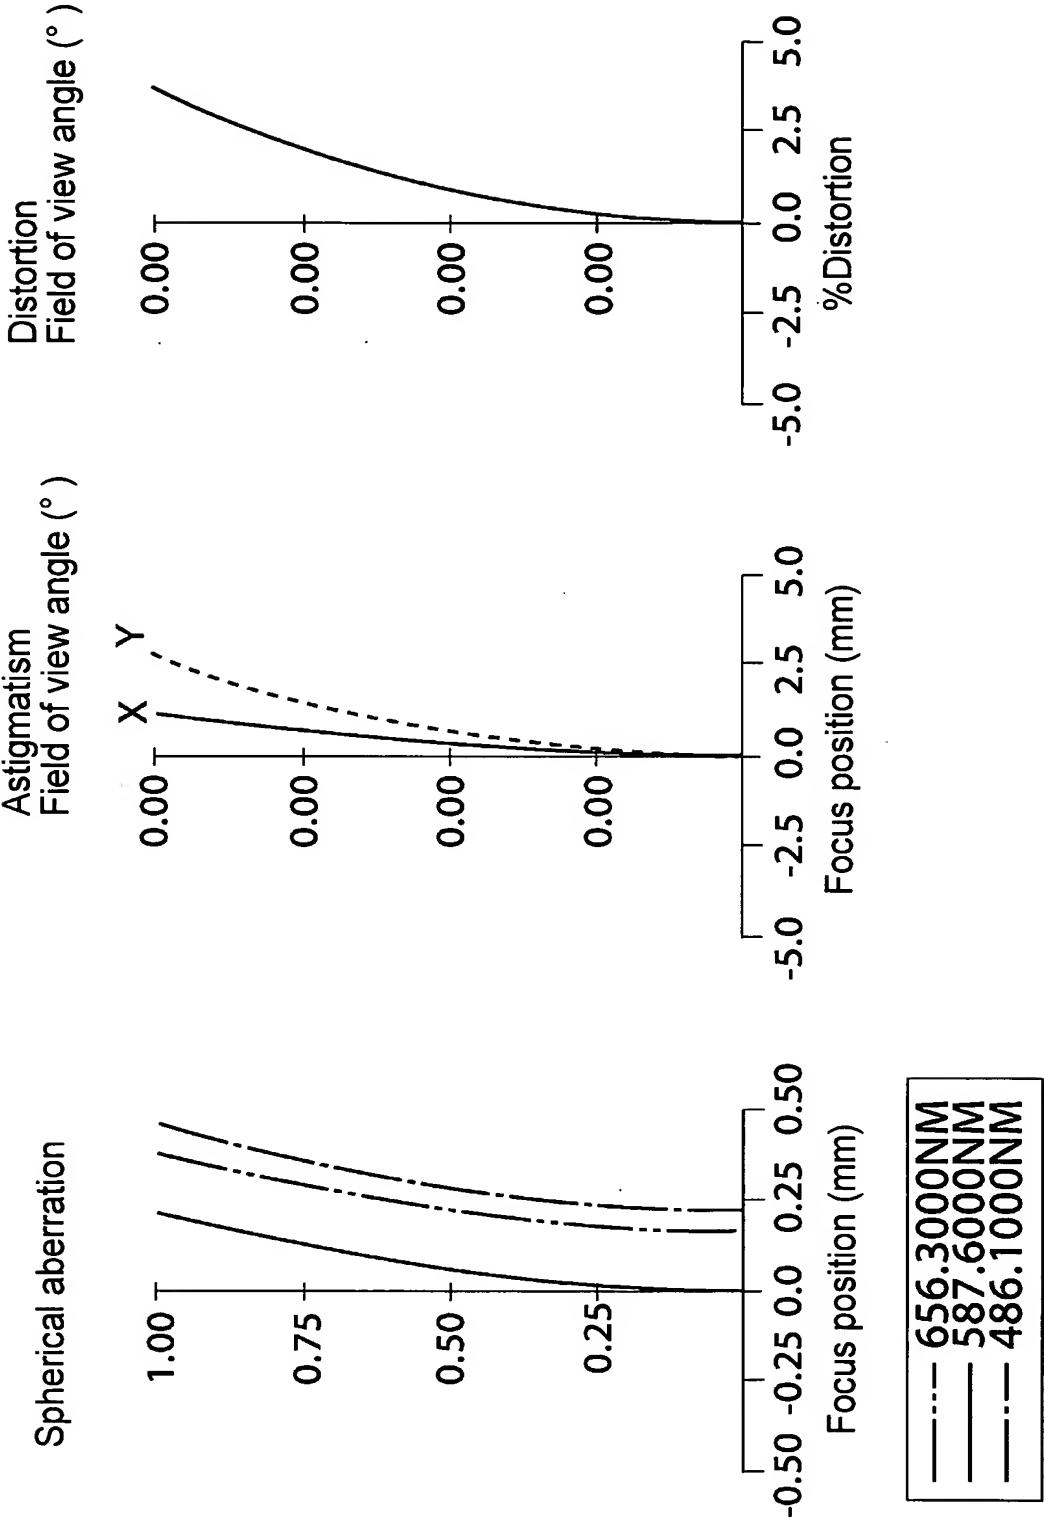 Spherical aberration
1.00
0.75
0.50
0.25
-0.50 -0.25 0.0 0.25 0.50
Focus position (mm)
Astigmatism
Field of view angle (°)
X Y
0.00
0.00
0.00
0.00
-5.0 -2.5 0.0 2.5 5.0
Focus position (mm)
Distortion
Field of view angle (°)
0.00
0.00
0.00
0.00
-5.0 -2.5 0.0 2.5 5.0
%Distortion
656.3000NM
587.6000NM
486.1000NM